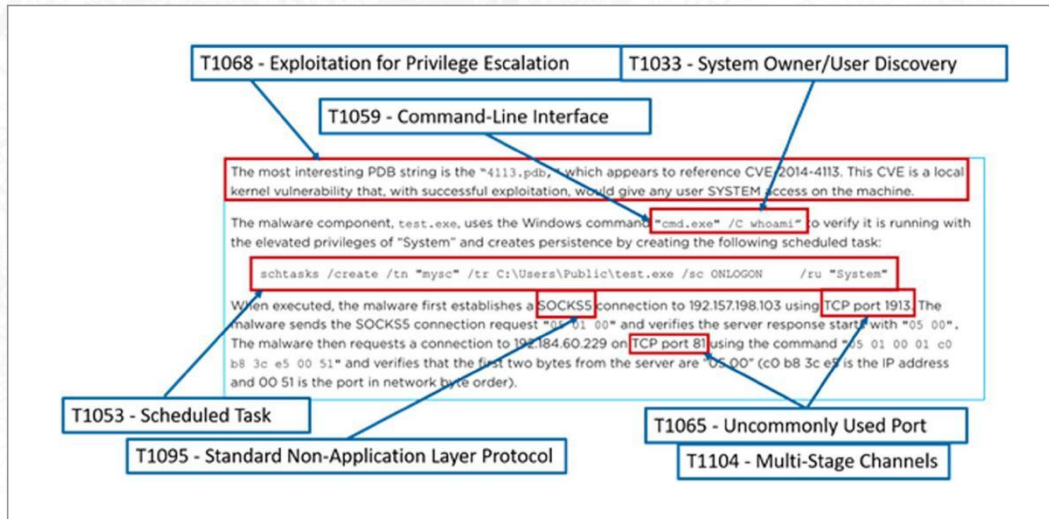 T1068 - Exploitation for Privilege Escalation
T1033 - System Owner/User Discovery
T1059 - Command-Line Interface
The most interesting PDB string is the "4113.pdb," which appears to reference CVE-2014-4113. This CVE is a local
kernel vulnerability that, with successful exploitation, would give any user SYSTEM access on the machine.
The malware component, test.exe, uses the Windows command "cmd.exe" /C whoami" to verify it is running with
the elevated privileges of "System" and creates persistence by creating the following scheduled task:
schtasks /create /tn "mysc" /tr C:\Users\Public\test.exe /sc ONLOGON /ru "System"
When executed, the malware first establishes a SOCKS5 connection to 192.157.198.103 using TCP port 1913. The
malware sends the SOCKS5 connection request "05 01 00" and verifies the server response starts with "05 00".
The malware then requests a connection to 192.184.60.229 on TCP port 81 using the command "05 01 00 01 c0
b8 3c e5 00 51" and verifies that the first two bytes from the server are "05 00" (c0 b8 3c e5 is the IP address
and 00 51 is the port in network byte order).
T1053 - Scheduled Task
T1065 - Uncommonly Used Port
T1095 - Standard Non-Application Layer Protocol
T1104 - Multi-Stage Channels